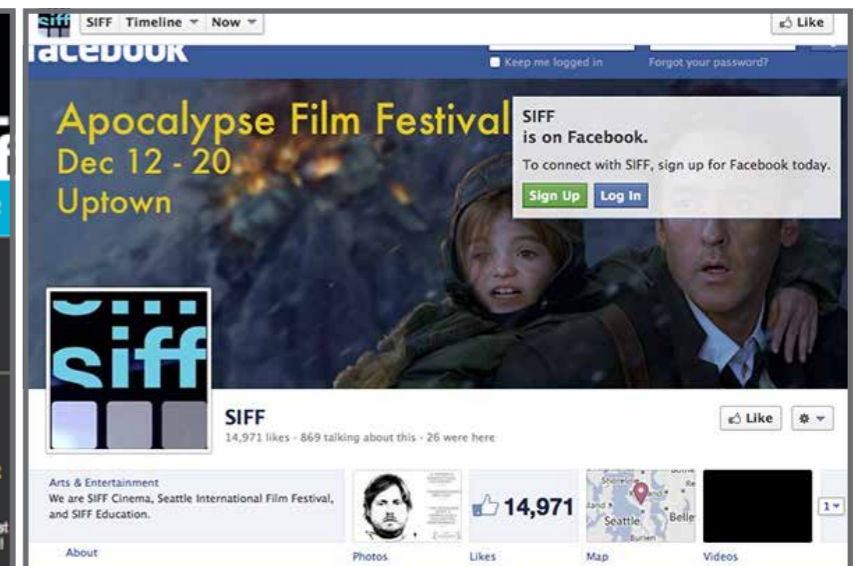 SIFF Timeline Now
Like
facebook
Keep me logged in
Forgot your password?
Apocalypse Film Festival
Dec 12 - 20
Uptown
SIFF
is on Facebook.
To connect with SIFF, sign up for Facebook today.
Sign Up Log In
siff
SIFF
14,971 likes · 869 talking about this · 26 were here
Like
Arts & Entertainment
We are SIFF Cinema, Seattle International Film Festival,
and SIFF Education.
About
Photos
14,971
Likes
Seattle
Map
Videos
1